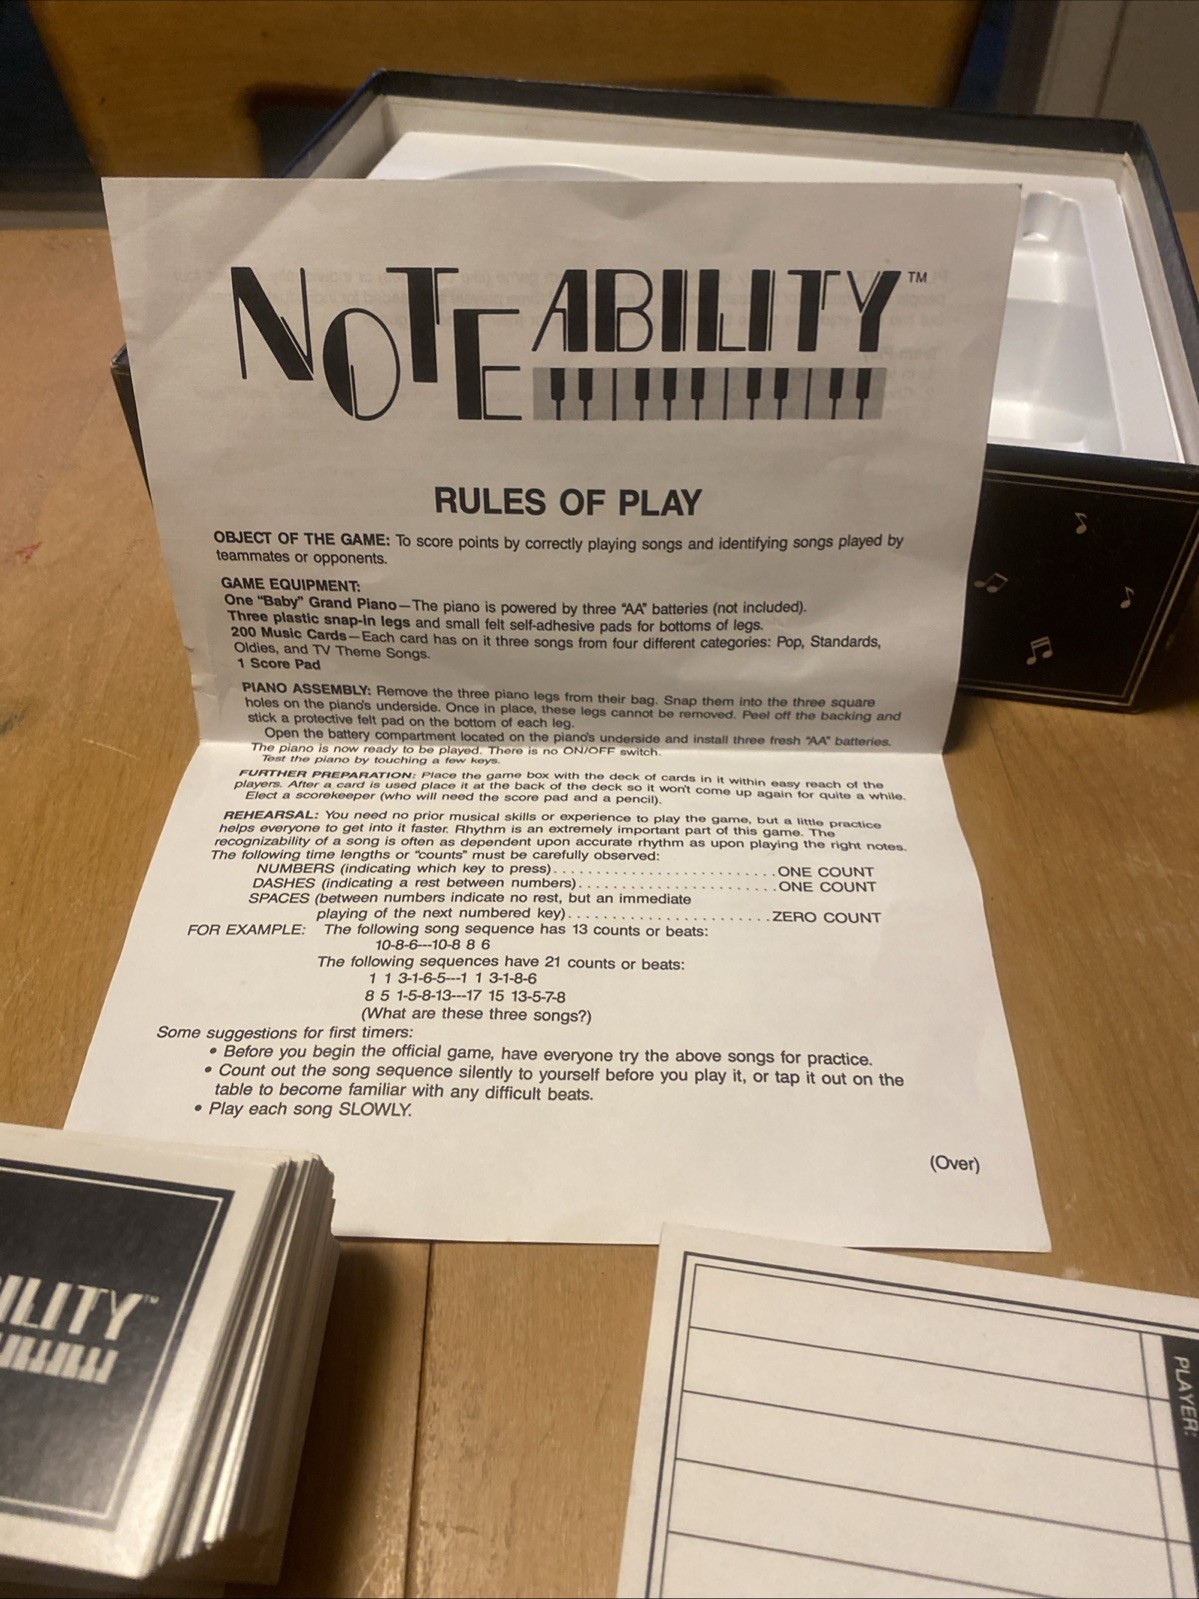 NOTE ABILITY™
RULES OF PLAY
OBJECT OF THE GAME: To score points by correctly playing songs and identifying songs played by
teammates or opponents.
GAME EQUIPMENT:
One "Baby" Grand Piano—The piano is powered by three "AA" batteries (not included).
Three plastic snap-in legs and small felt self-adhesive pads for bottoms of legs.
200 Music Cards—Each card has on it three songs from four different categories: Pop, Standards,
Oldies, and TV Theme Songs.
1 Score Pad
PIANO ASSEMBLY: Remove the three piano legs from their bag. Snap them into the three square
holes on the piano's underside. Once in place, these legs cannot be removed. Peel off the backing and
stick a protective felt pad on the bottom of each leg.
Open the battery compartment located on the piano's underside and install three fresh "AA" batteries.
The piano is now ready to be played. There is no ON/OFF switch.
Test the piano by touching a few keys.
FURTHER PREPARATION: Place the game box with the deck of cards in it within easy reach of the
players. After a card is used place it at the back of the deck so it won't come up again for quite a while.
Elect a scorekeeper (who will need the score pad and a pencil).
REHEARSAL: You need no prior musical skills or experience to play the game, but a little practice
helps everyone to get into it faster. Rhythm is an extremely important part of this game. The
recognizability of a song is often as dependent upon accurate rhythm as upon playing the right notes.
The following time lengths or "counts" must be carefully observed:
NUMBERS (indicating which key to press)...........................ONE COUNT
DASHES (indicating a rest between numbers)........................ONE COUNT
SPACES (between numbers indicate no rest, but an immediate
playing of the next numbered key)........................ZERO COUNT
FOR EXAMPLE: The following song sequence has 13 counts or beats:
10-8-6---10-8 8 6
The following sequences have 21 counts or beats:
1 1 3-1-6-5---1 1 3-1-8-6
8 5 1-5-8-13---17 15 13-5-7-8
(What are these three songs?)
Some suggestions for first timers:
• Before you begin the official game, have everyone try the above songs for practice.
• Count out the song sequence silently to yourself before you play it, or tap it out on the
table to become familiar with any difficult beats.
• Play each song SLOWLY.
(Over)
ILITY™
PLAYER: